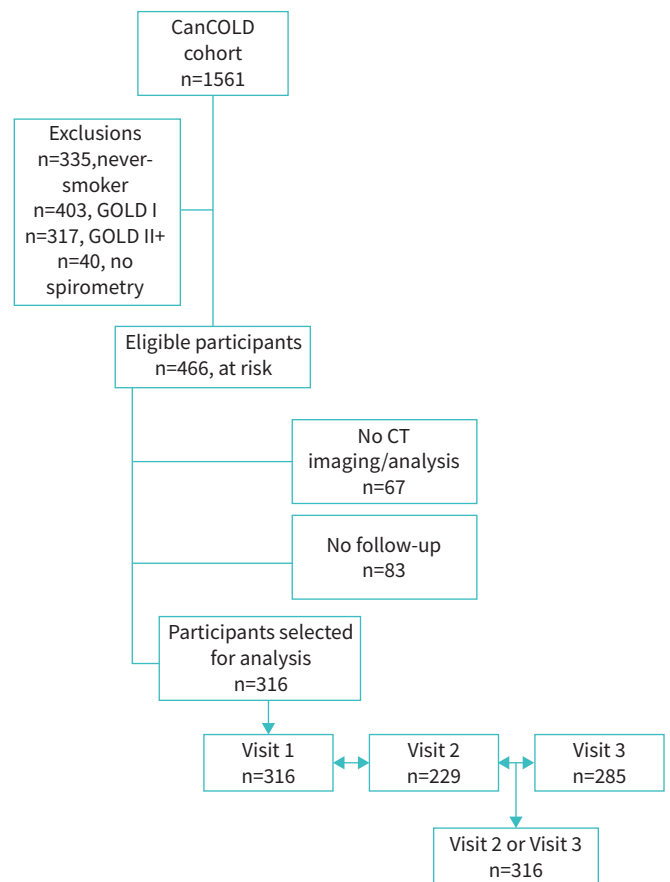 CanCOLD
cohort
n=1561
Exclusions
n=335,never-
smoker
n=403, GOLD I
n=317, GOLD II+
n=40, no
spirometry
Eligible participants
n=466, at risk
No CT
imaging/analysis
n=67
No follow-up
n=83
Participants selected
for analysis
n=316
Visit 1
n=316
Visit 2
n=229
Visit 3
n=285
Visit 2 or Visit 3
n=316